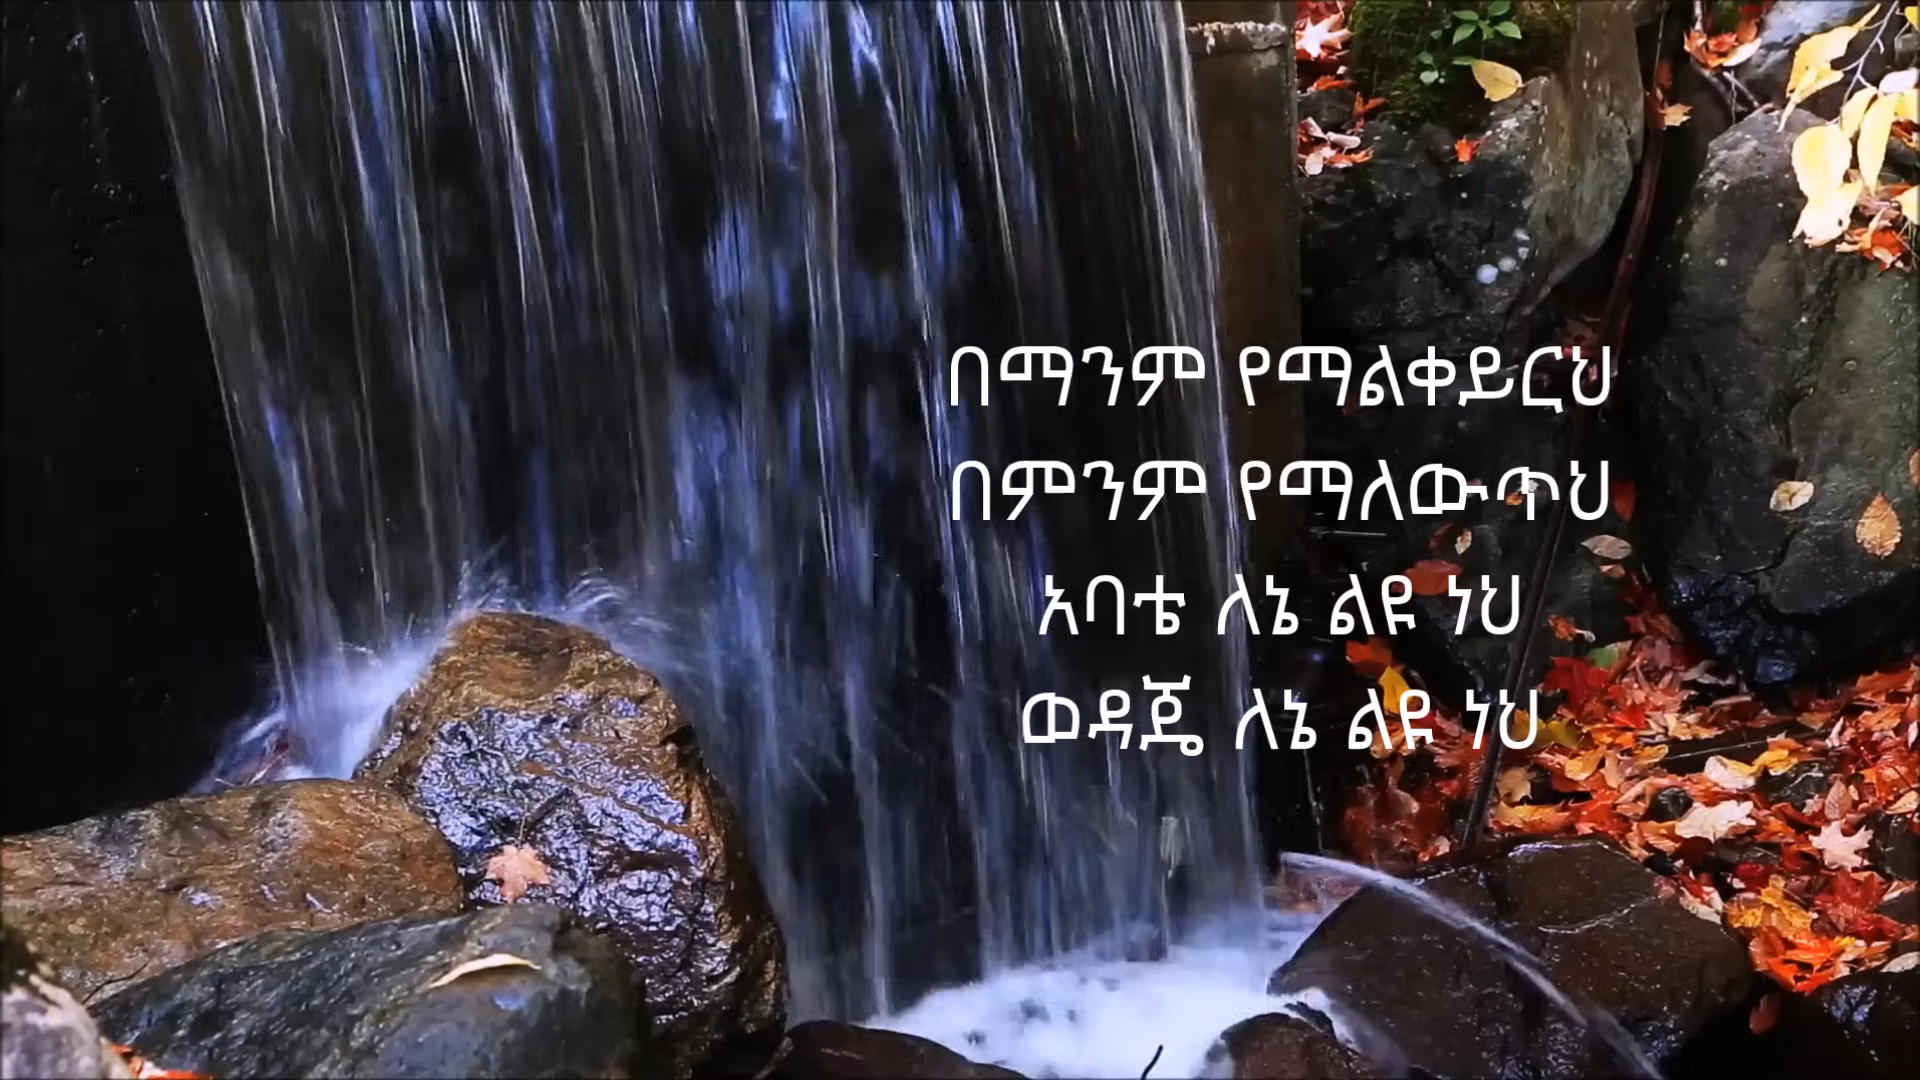 በማንም የማልቀይርህ
በምንም የማለውጥህ
አባቴ ለኔ ልዩ ነህ
ወዳጄ ለኔ ልዩ ነህ